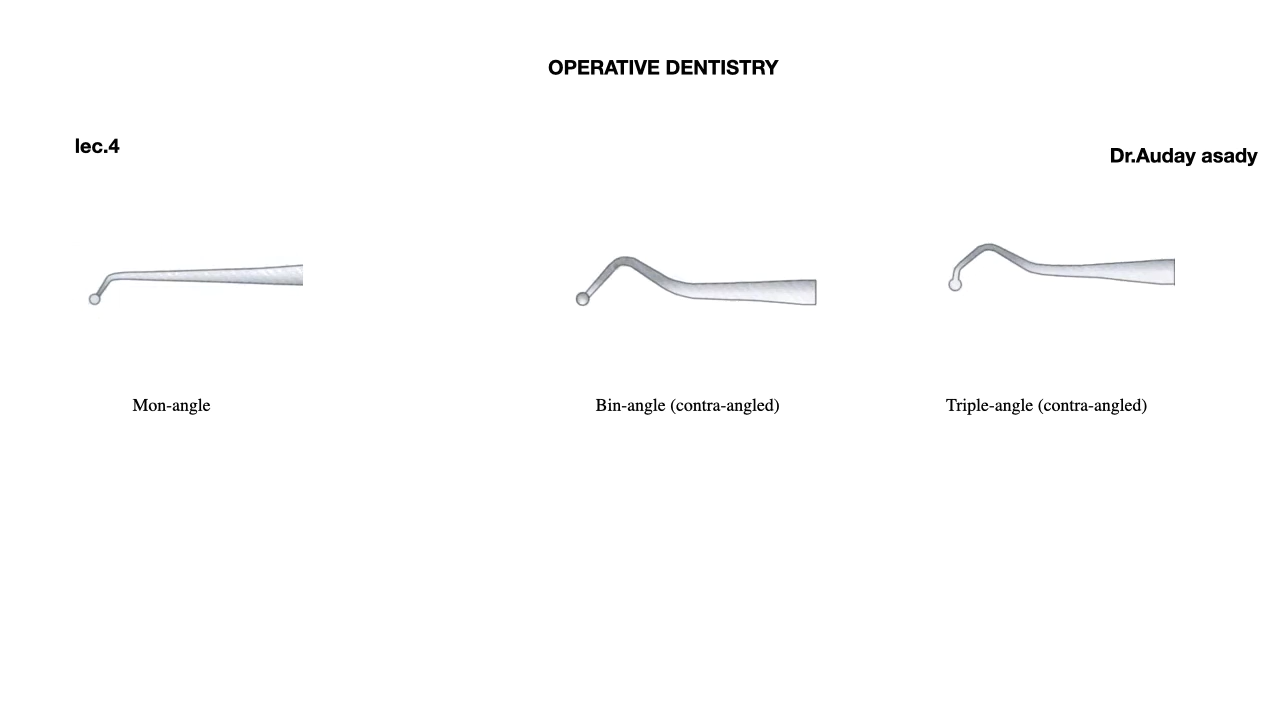 OPERATIVE DENTISTRY
lec.4
Dr.Auday asady
Mon-angle
Bin-angle (contra-angled)
Triple-angle (contra-angled)